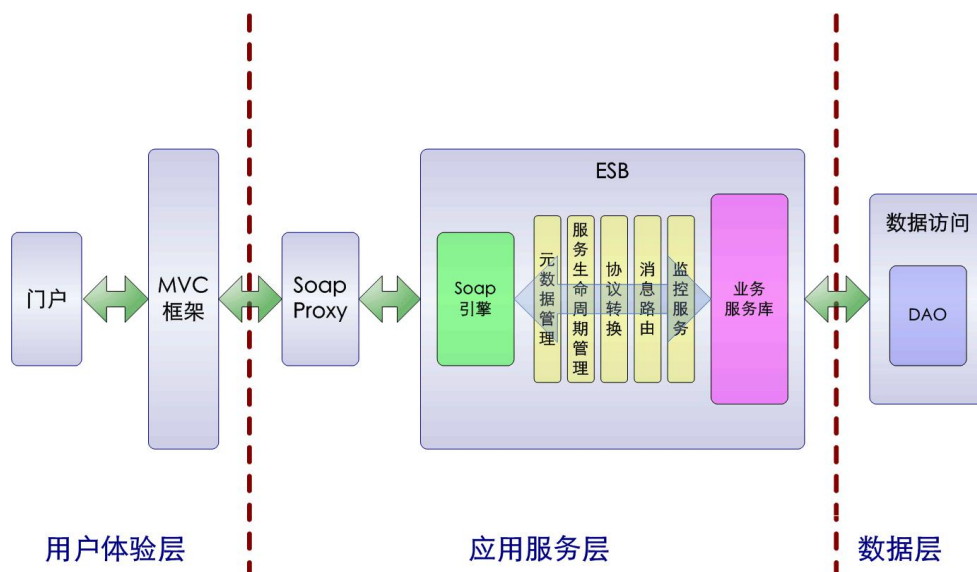 门户
MVC
框架
Soap
Proxy
ESB
Soap
引擎
元数据管理
服务生命周期管理
协议转换
消息路由
监控服务
业务
服务库
数据访问
DAO
用户体验层
应用服务层
数据层